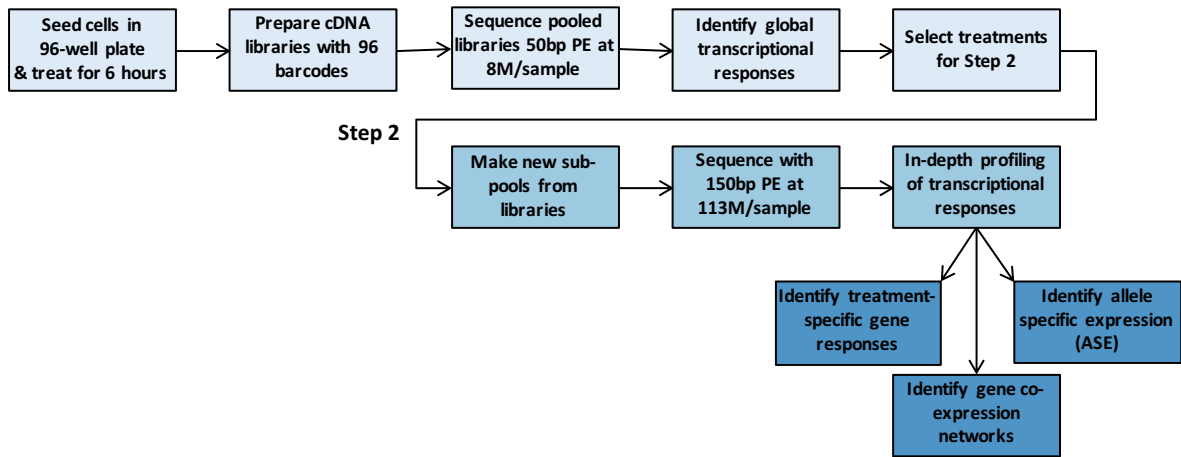 Seed cells in
96-well plate
& treat for 6 hours
Prepare cDNA
libraries with 96
barcodes
Sequence pooled
libraries 50bp PE at
8M/sample
Identify global
transcriptional
responses
Select treatments
for Step 2
Step 2
Make new sub-
pools from
libraries
Sequence with
150bp PE at
113M/sample
In-depth profiling
of transcriptional
responses
Identify treatment-
specific gene
responses
Identify gene co-
expression
networks
Identify allele
specific expression
(ASE)